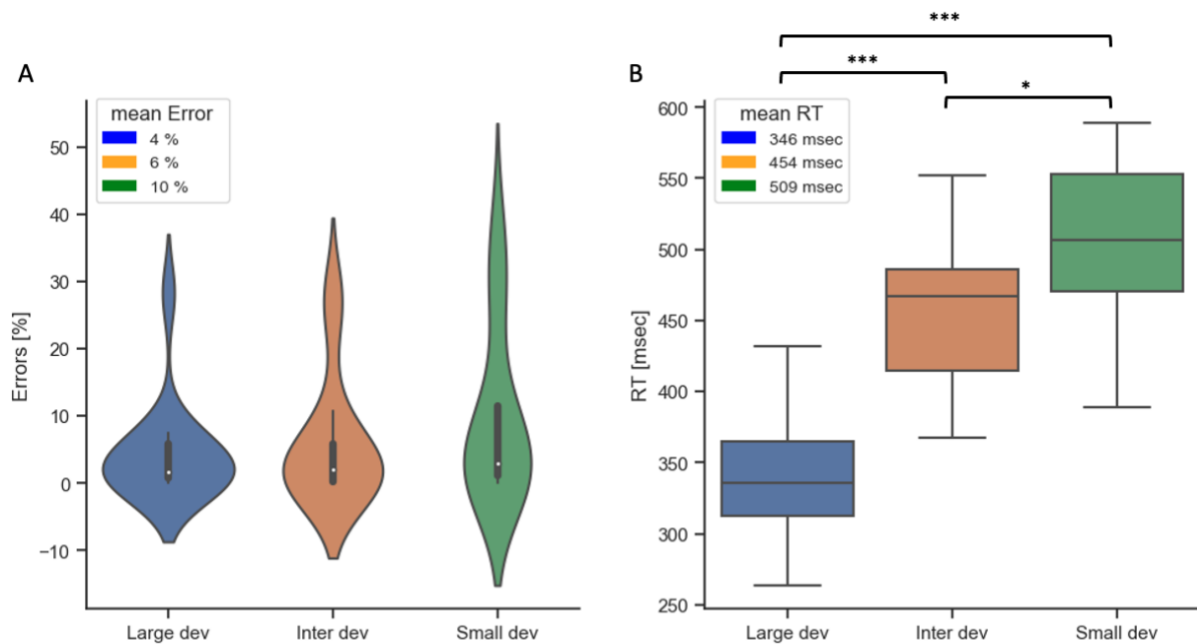 A
mean Error
4 %
6 %
10 %
Errors [%]
50
40
30
20
10
0
−10
Large dev
Inter dev
Small dev
***
***
*
B
mean RT
346 msec
454 msec
509 msec
RT [msec]
600
550
500
450
400
350
300
250
Large dev
Inter dev
Small dev